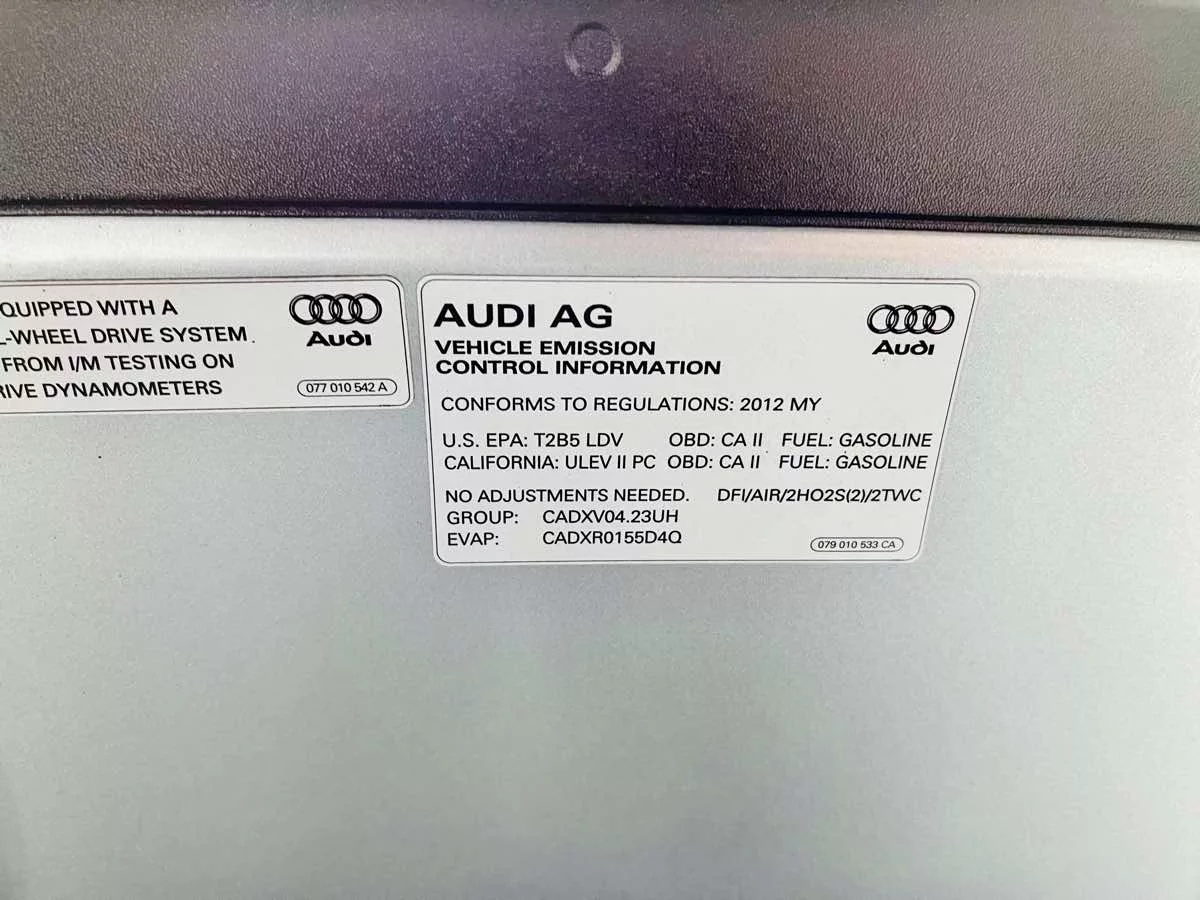 QUIPPED WITH A
L-WHEEL DRIVE SYSTEM.
FROM I/M TESTING ON
RIVE DYNAMOMETERS
Audi
077 010 542 A
AUDI AG
VEHICLE EMISSION
CONTROL INFORMATION
Audi
CONFORMS TO REGULATIONS: 2012 MY
U.S. EPA: T2B5 LDV OBD: CA II FUEL: GASOLINE
CALIFORNIA: ULEV II PC OBD: CA II FUEL: GASOLINE
NO ADJUSTMENTS NEEDED. DFI/AIR/2HO2S(2)/2TWC
GROUP: CADXV04.23UH
EVAP: CADXR0155D4Q
079 010 533 CA